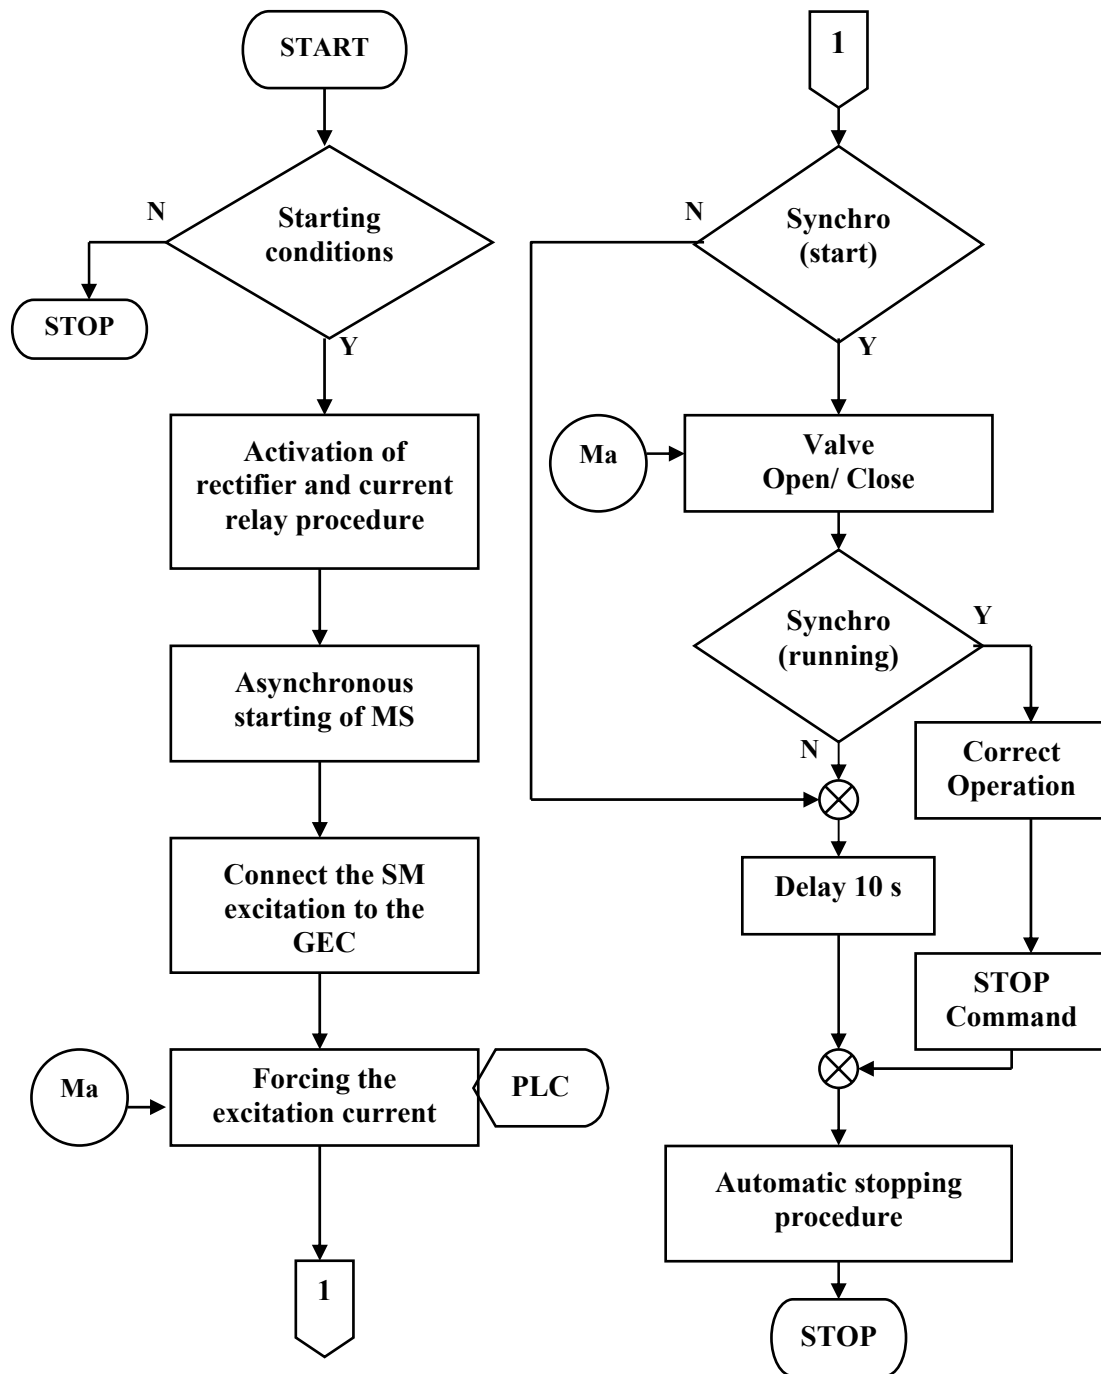 START
N
Starting
conditions
STOP
Y
Activation of
rectifier and current
relay procedure
Asynchronous
starting of MS
Connect the SM
excitation to the
GEC
Ma
Forcing the
excitation current
PLC
1
1
N
Synchro
(start)
Y
Ma
Valve
Open/ Close
Synchro
(running)
Y
N
Correct
Operation
Delay 10 s
STOP
Command
Automatic stopping
procedure
STOP